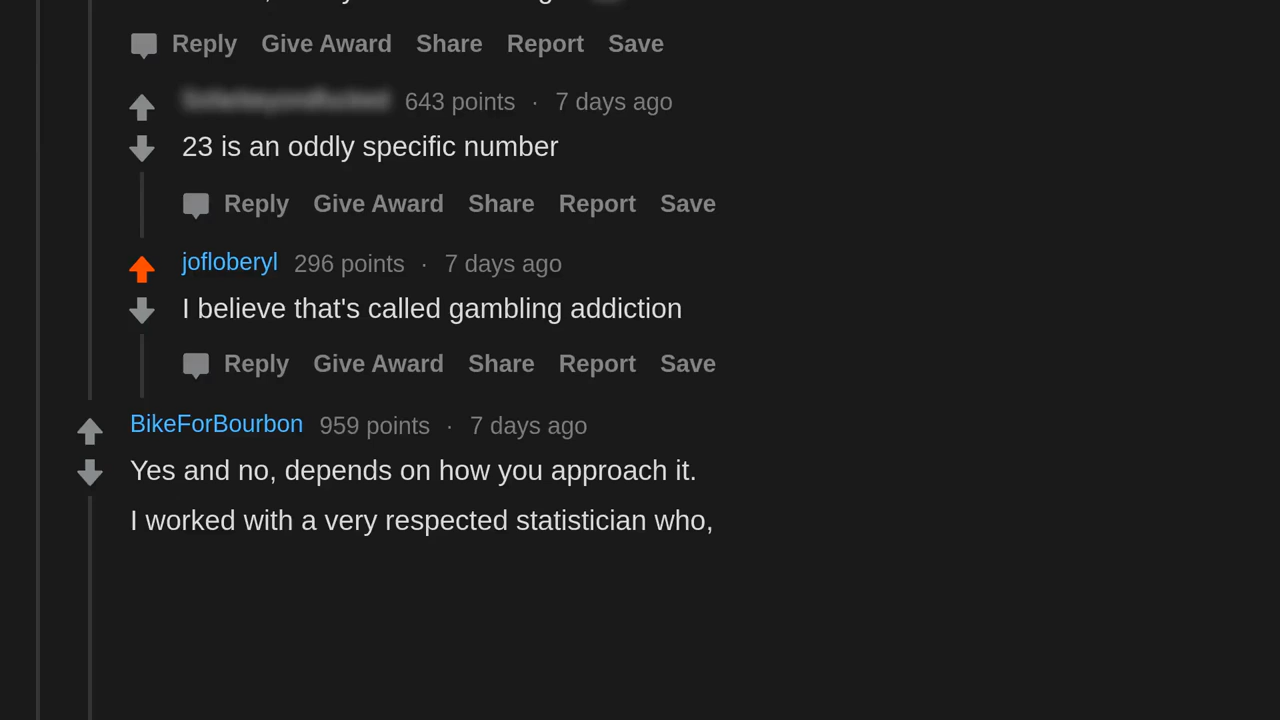 Reply Give Award Share Report Save
643 points · 7 days ago
23 is an oddly specific number
Reply Give Award Share Report Save
jofloberyl 296 points · 7 days ago
I believe that's called gambling addiction
Reply Give Award Share Report Save
BikeForBourbon 959 points · 7 days ago
Yes and no, depends on how you approach it.
I worked with a very respected statistician who,